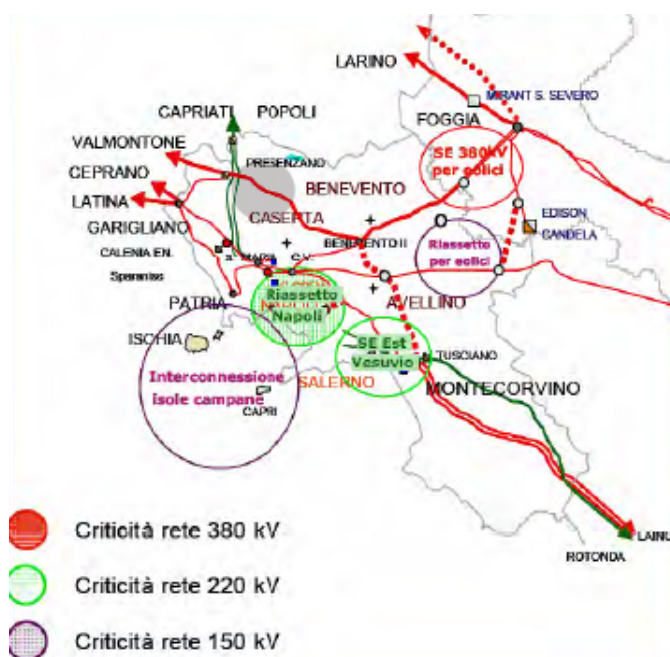 LARINO
MIRANT S. SEVERO
CAPRIATI POPOLI
FOGGIA
VALMONTONE
SE 380kV
per eolici
PRESENZANO
CEPRANO
BENEVENTO
LATINA
CASERTA
EDISON
CANDELA
GARIGLIANO
BENEVENTO II
Riassetto
per eolici
CALENIA EN.
Sparanise
PATRIA
AVELLINO
Riassetto
Napoli
ISCHIA
SE Est
Vesuvio
TUSCIANO
Interconnessione
isole campane
SALERNO
MONTECORVINO
CAPRI
LAINO
ROTONDA
Criticità rete 380 kV
Criticità rete 220 kV
Criticità rete 150 kV